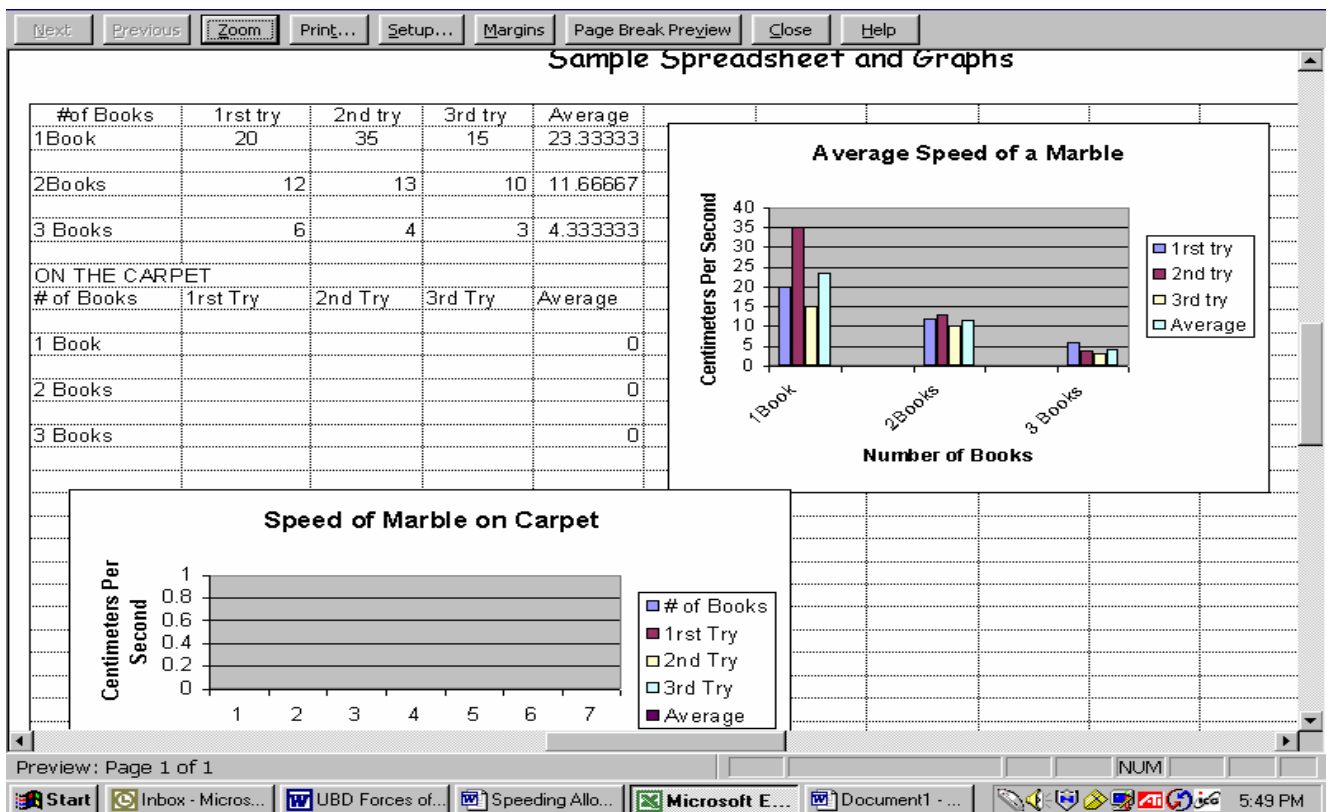 Next Previous Zoom Print... Setup... Margins Page Break Preview Close Help
Sample Spreadsheet and Graphs
#of Books 1rst try 2nd try 3rd try Average
1Book 20 35 15 23.33333
2Books 12 13 10 11.66667
3 Books 6 4 3 4.333333
ON THE CARPET
# of Books 1rst Try 2nd Try 3rd Try Average
1 Book 0
2 Books 0
3 Books 0
Average Speed of a Marble
Centimeters Per Second
40
35
30
25
20
15
10
5
0
1Book 2Books 3 Books
Number of Books
1rst try
2nd try
3rd try
Average
Speed of Marble on Carpet
Centimeters Per
Second
1
0.8
0.6
0.4
0.2
0
1 2 3 4 5 6 7
# of Books
1rst Try
2nd Try
3rd Try
Average
Preview: Page 1 of 1 NUM
Start Inbox - Micros... UBD Forces of... Speeding Allo... Microsoft E... Document1 - ... 5:49 PM